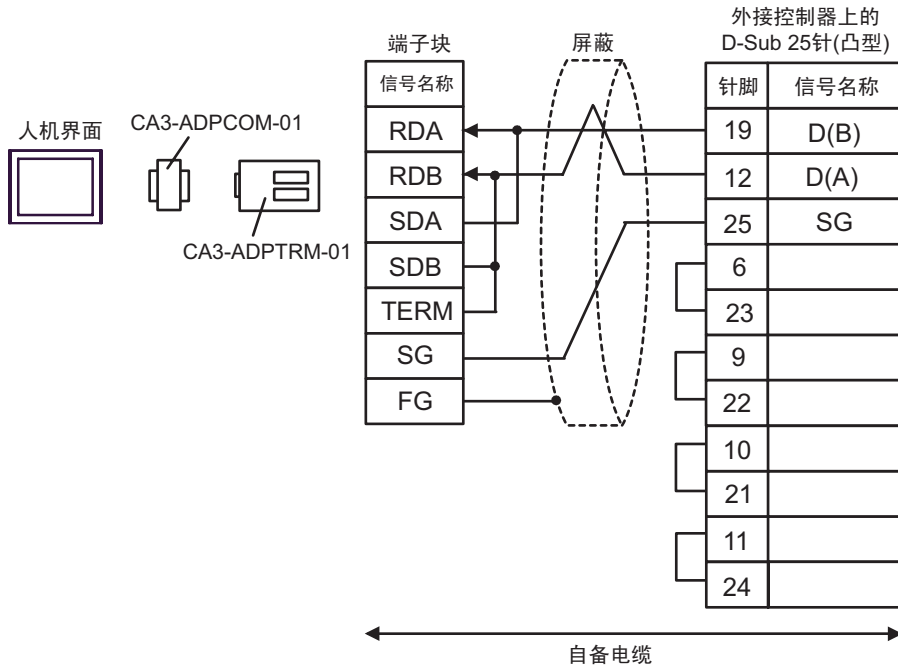 外接控制器上的
D-Sub 25针(凸型)
端子块
屏蔽
信号名称
针脚 信号名称
人机界面
CA3-ADPCOM-01
CA3-ADPTRM-01
RDA
RDB
SDA
SDB
TERM
SG
FG
19 D(B)
12 D(A)
25 SG
6
23
9
22
10
21
11
24
自备电缆